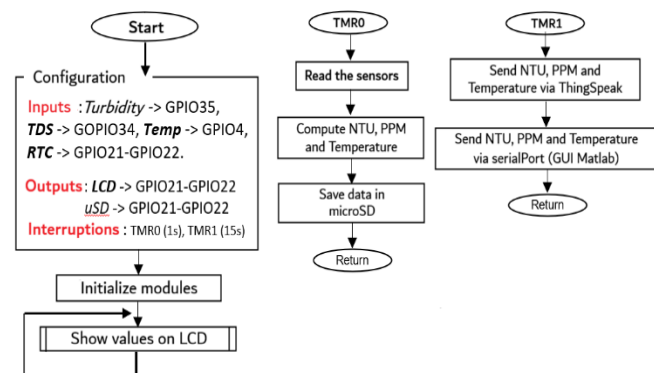 Start
Configuration
Inputs : Turbidity -> GPIO35,
TDS -> GOPIO34, Temp -> GPIO4,
RTC -> GPIO21-GPIO22.
Outputs: LCD -> GPIO21-GPIO22
uSD -> GPIO21-GPIO22
Interruptions : TMR0 (1s), TMR1 (15s)
Initialize modules
Show values on LCD
TMR0
Read the sensors
Compute NTU, PPM
and Temperature
Save data in
microSD
Return
TMR1
Send NTU, PPM and
Temperature via ThingSpeak
Send NTU, PPM and Temperature
via serialPort (GUI Matlab)
Return